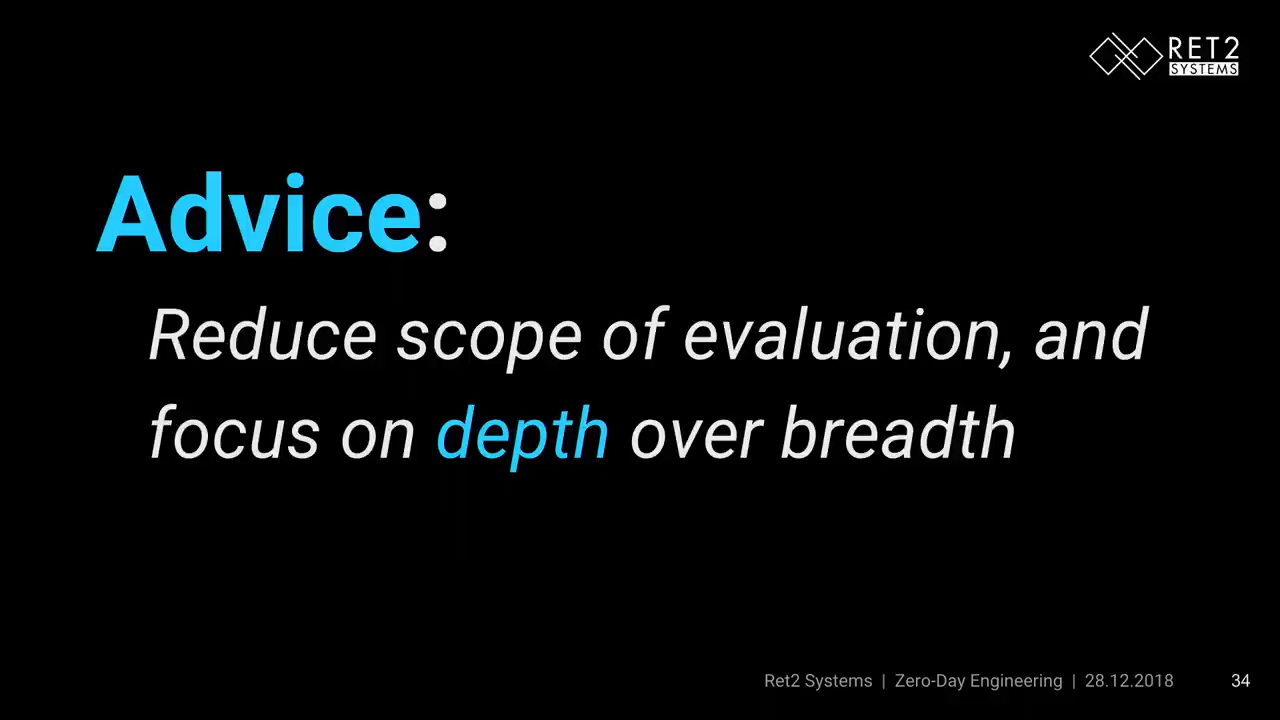 RET2
SYSTEMS
Advice:
Reduce scope of evaluation, and
focus on depth over breadth
Ret2 Systems | Zero-Day Engineering | 28.12.2018 34